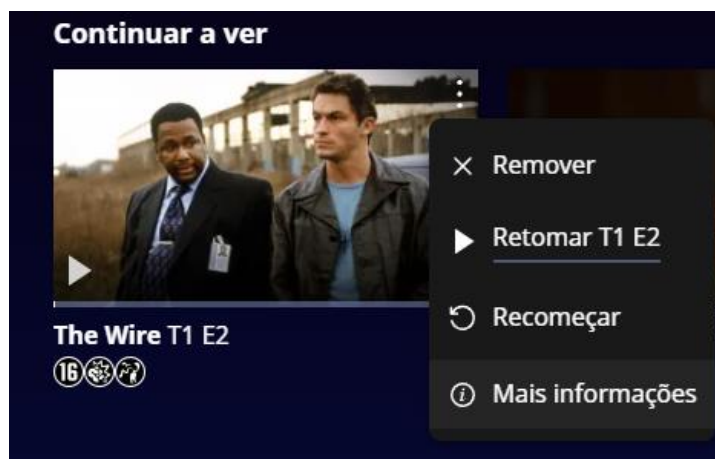 Continuar a ver
Remover
Retomar T1 E2
Recomeçar
Mais informações
The Wire T1 E2
16